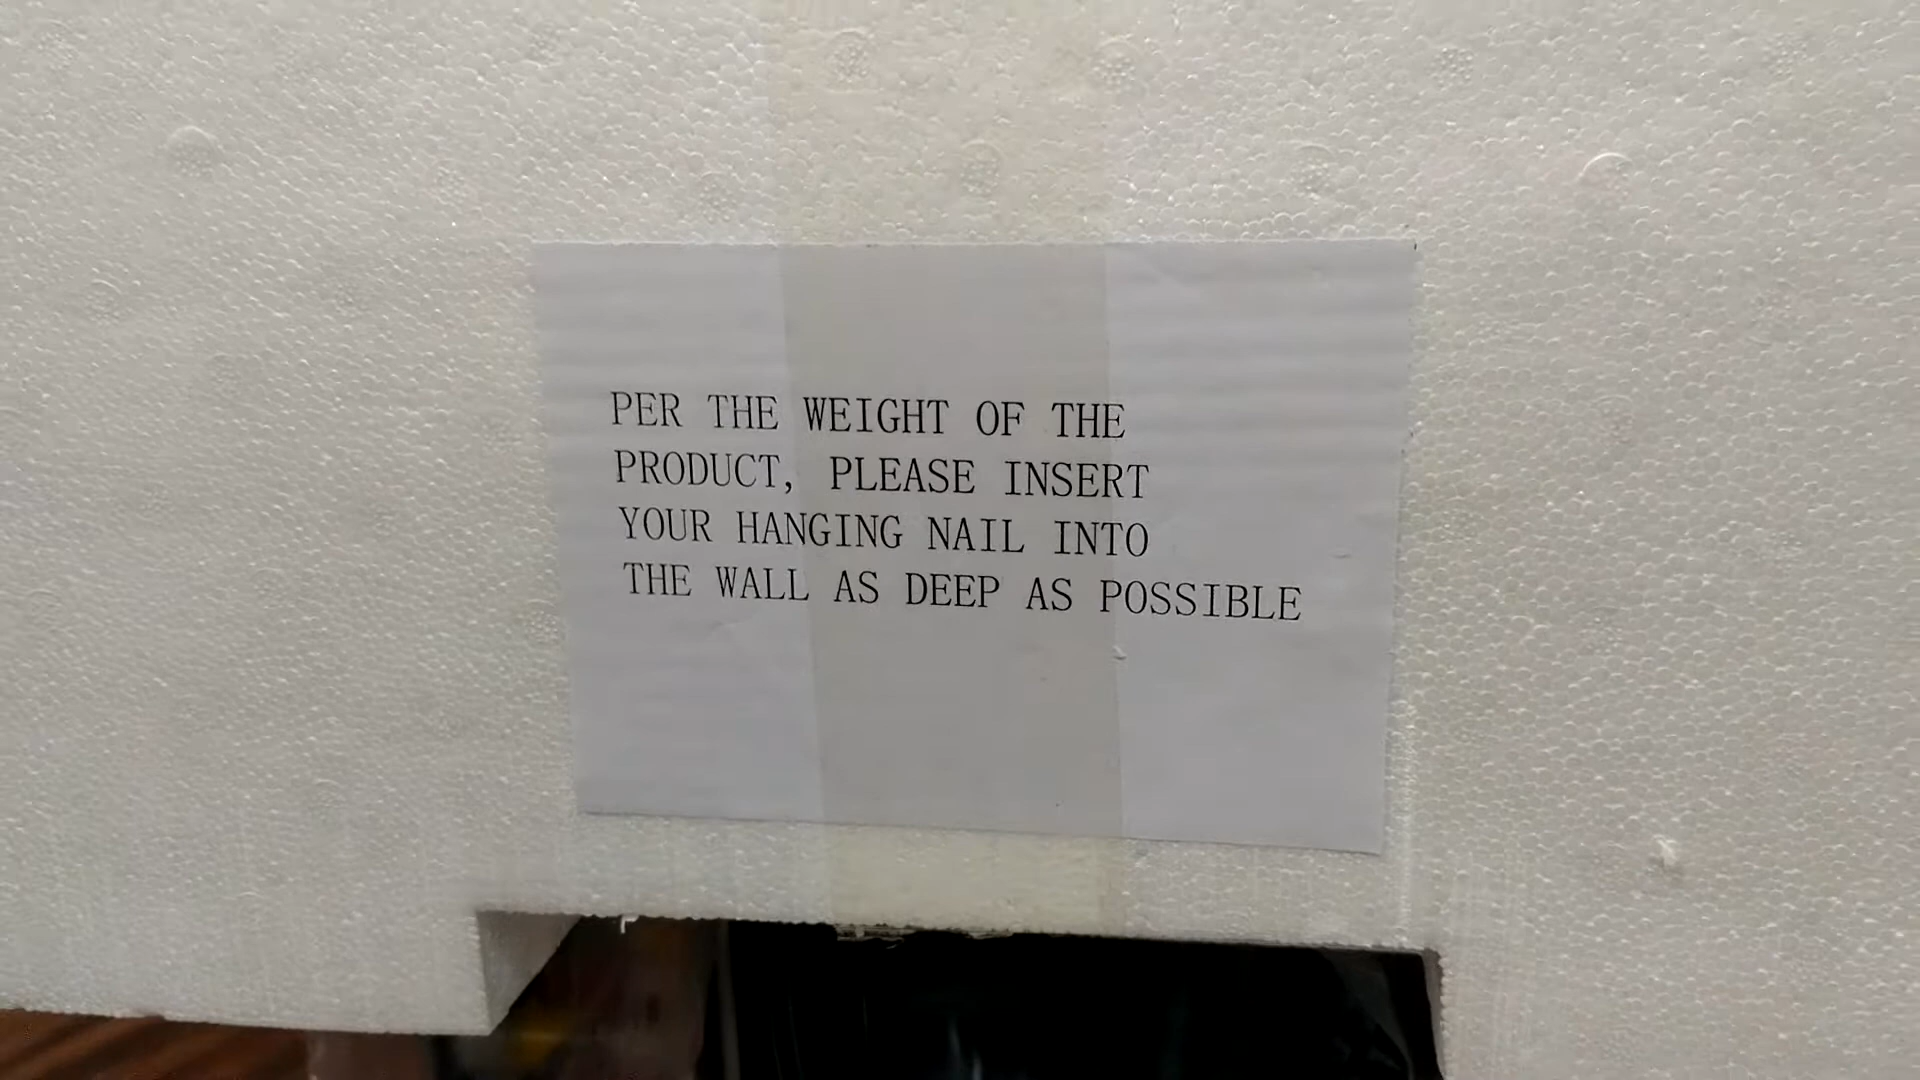 PER THE WEIGHT OF THE
PRODUCT, PLEASE INSERT
YOUR HANGING NAIL INTO
THE WALL AS DEEP AS POSSIBLE